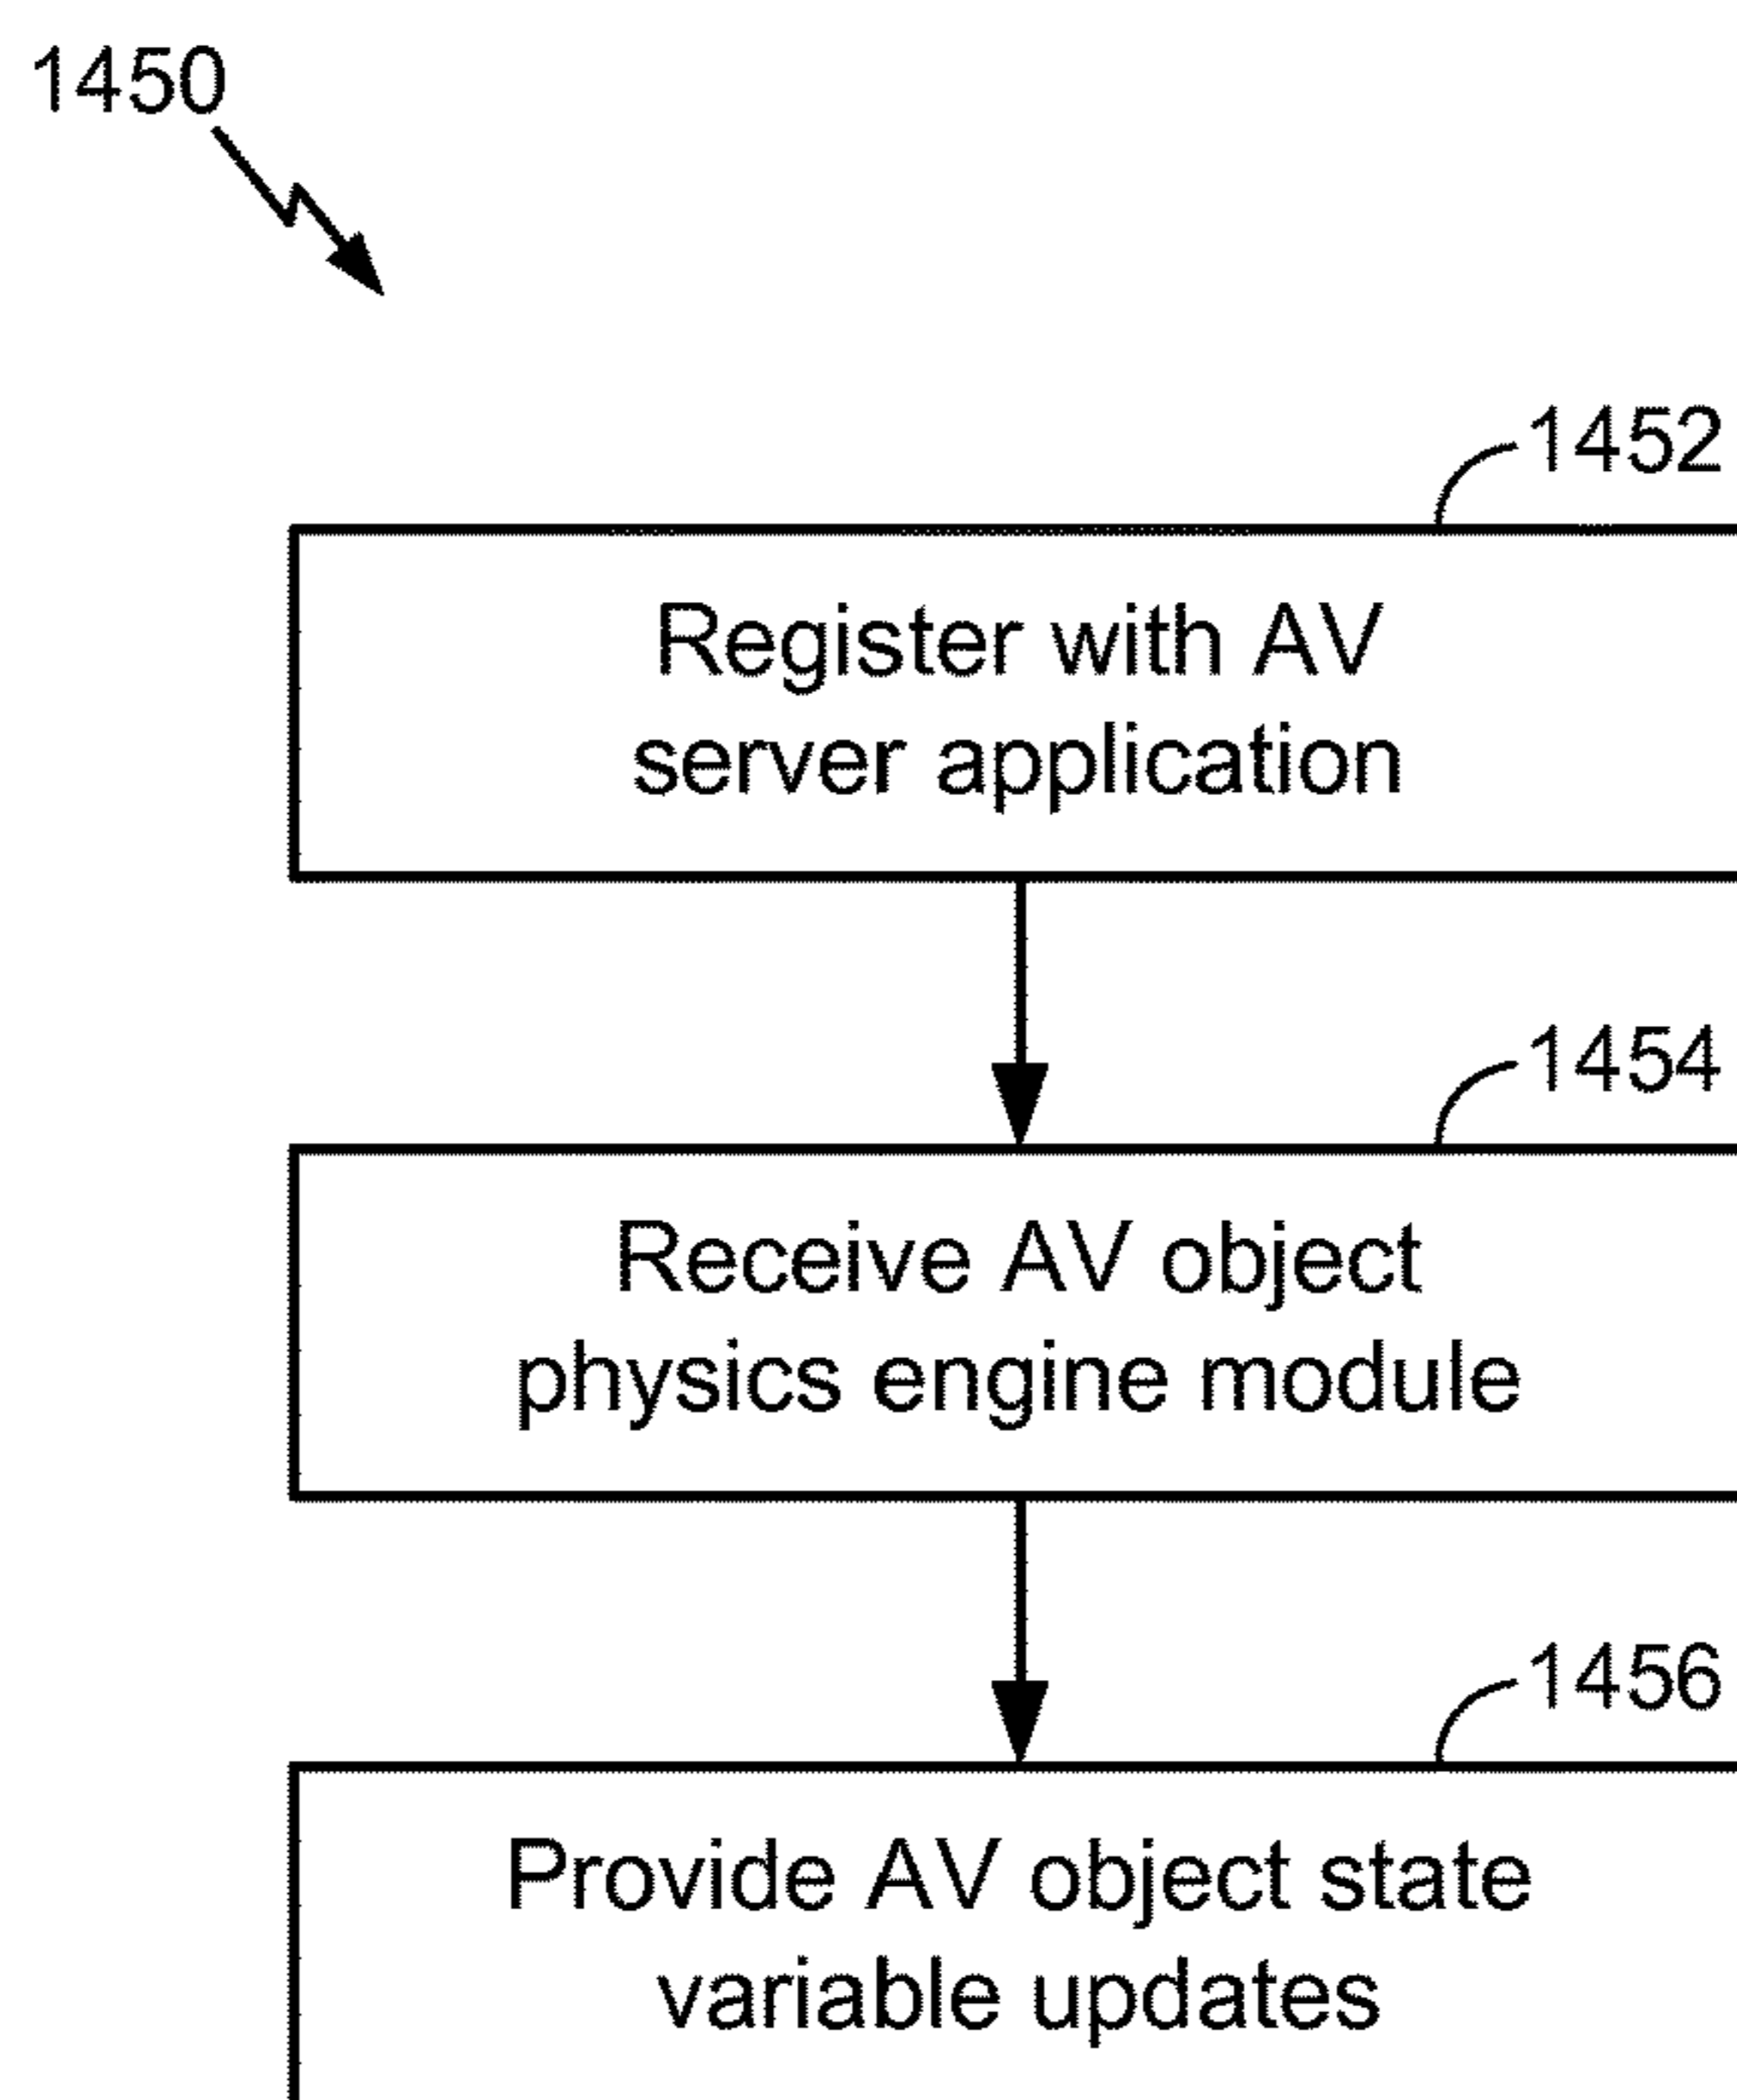 1450
1452
Register with AV
server application
1454
Receive AV object
physics engine module
1456
Provide AV object state
variable updates